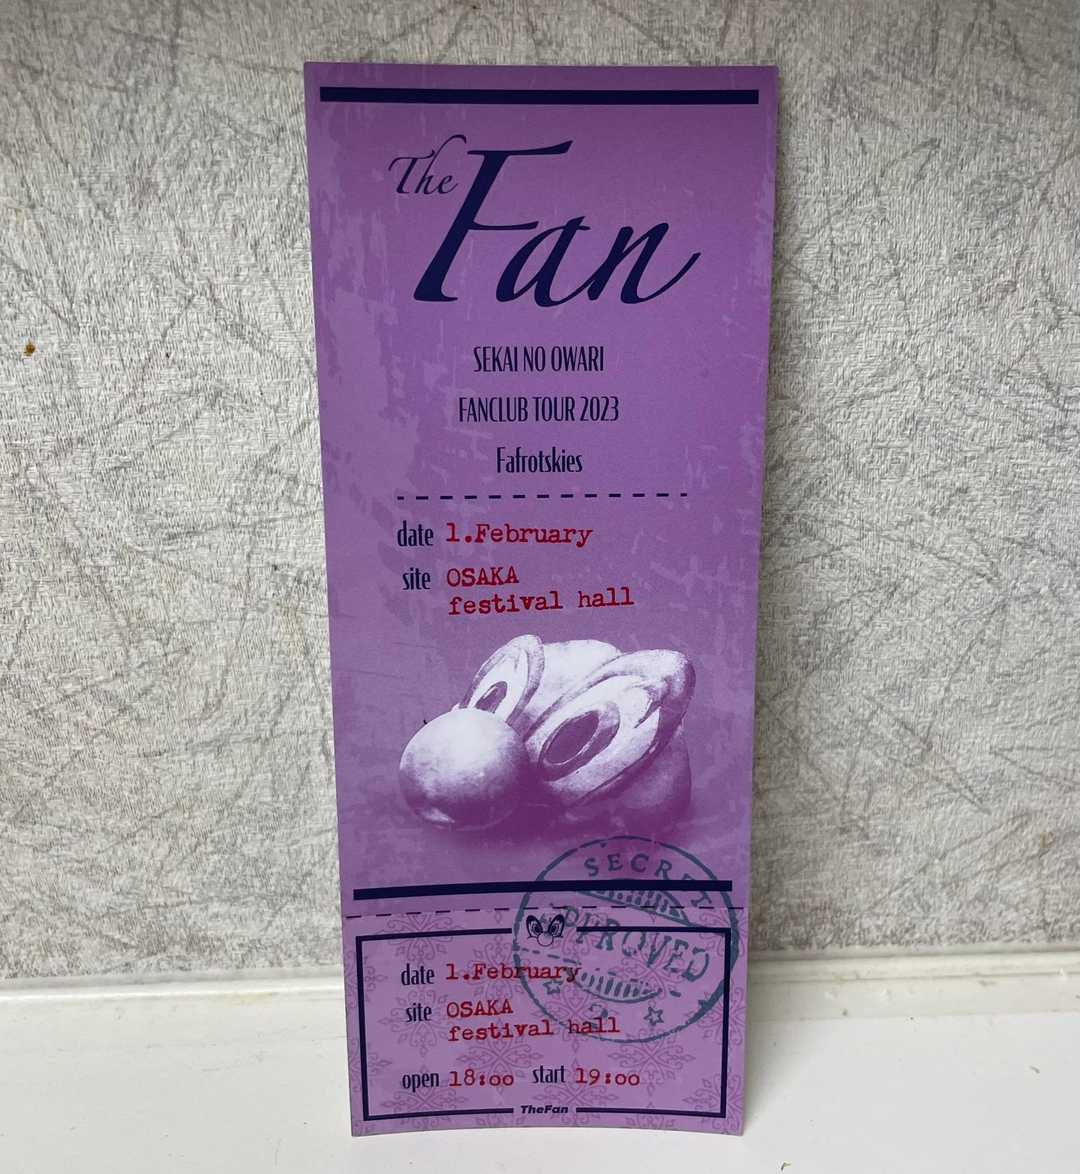 The
Fan
SEKAI NO OWARI
FANCLUB TOUR 2023
Fafrotskies
date 1.February
site OSAKA
festival hall
SECRET
PPROVED
date 1.February
site OSAKA
festival hall
open 18:00 start 19:00
TheFan